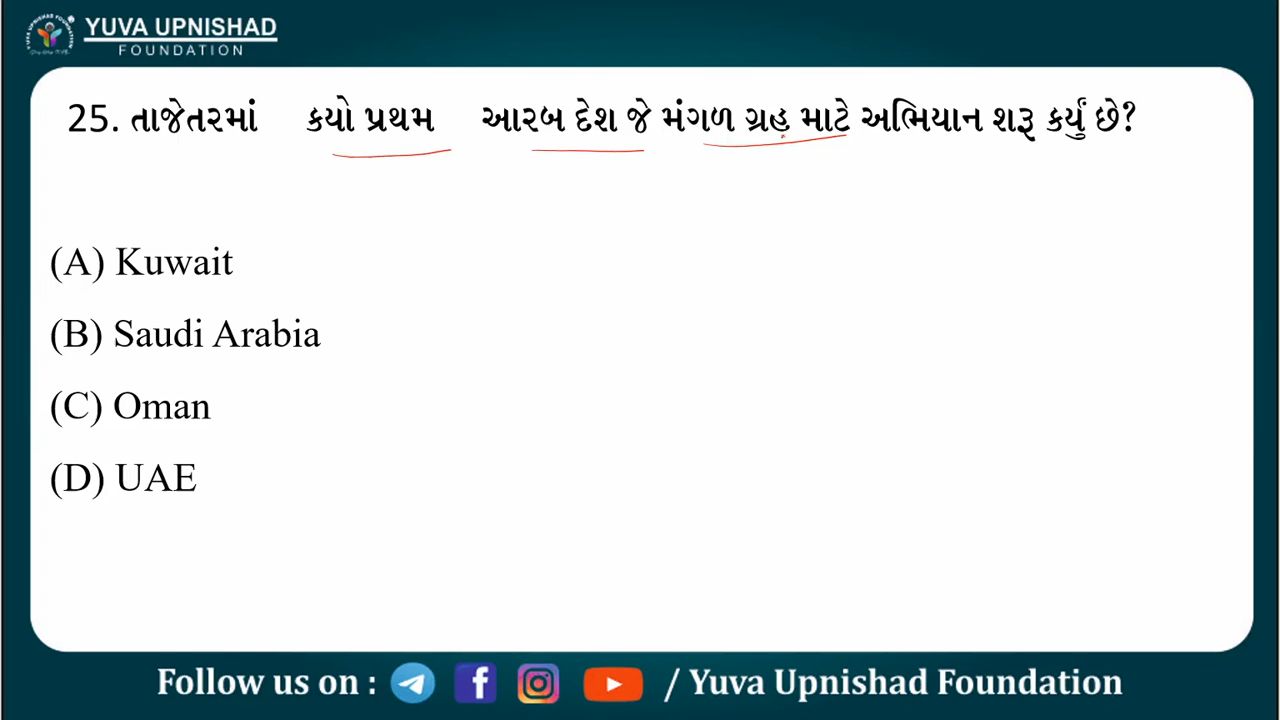 YUVA UPNISHAD
FOUNDATION
25. તાજેતરમાં કયો પ્રથમ આરબ દેશ જે મંગળ ગ્રહ માટે અભિયાન શરૂ કર્યું છે?
(A) Kuwait
(B) Saudi Arabia
(C) Oman
(D) UAE
Follow us on : / Yuva Upnishad Foundation